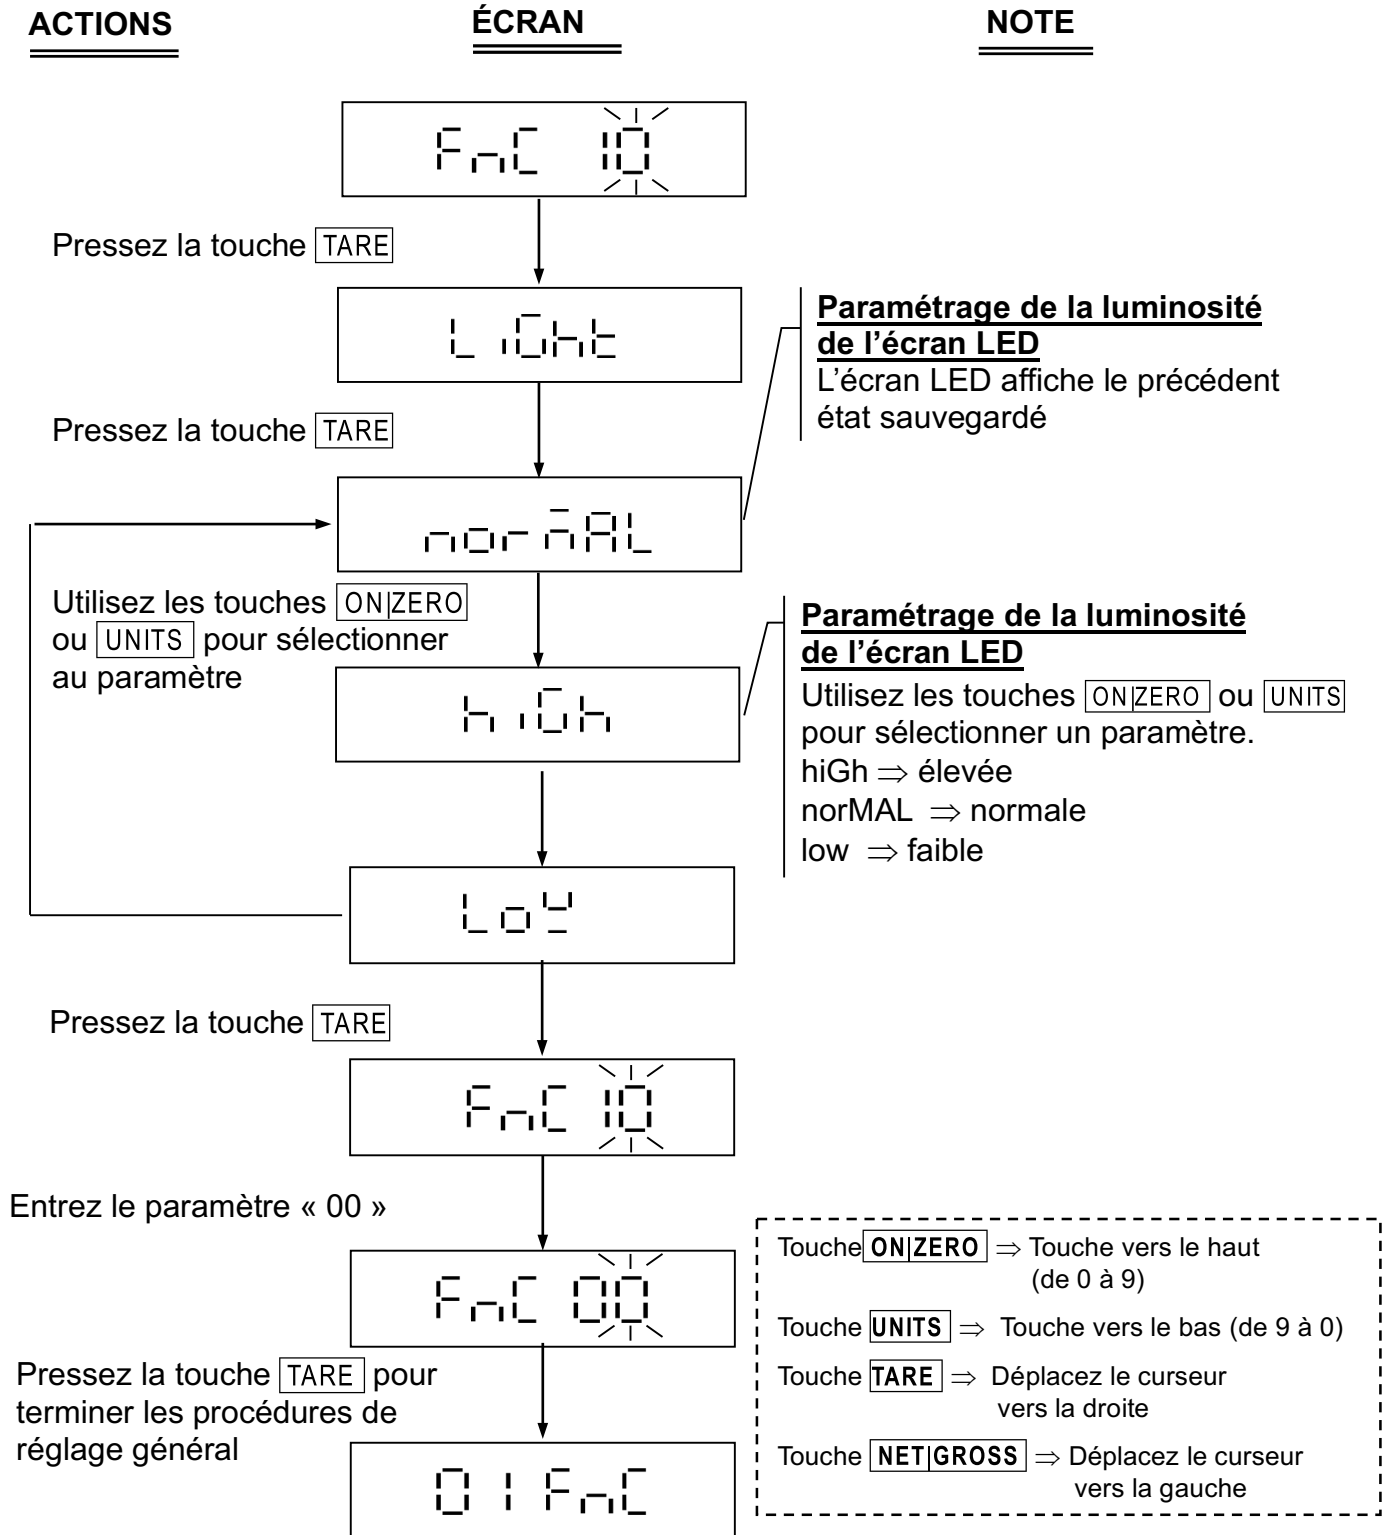 ACTIONS
ÉCRAN
NOTE
FnC 10
Pressez la touche TARE
LiGHt
Paramétrage de la luminosité
de l'écran LED
L'écran LED affiche le précédent
état sauvegardé
Pressez la touche TARE
norMAL
Utilisez les touches ON|ZERO
ou UNITS pour sélectionner
au paramètre
hiGh
Paramétrage de la luminosité
de l'écran LED
Utilisez les touches ON|ZERO ou UNITS
pour sélectionner un paramètre.
hiGh ⇒ élevée
norMAL ⇒ normale
low ⇒ faible
Low
Pressez la touche TARE
FnC 10
Entrez le paramètre « 00 »
FnC 00
Pressez la touche TARE pour
terminer les procédures de
réglage général
01 FnC
Touche ON|ZERO ⇒ Touche vers le haut
(de 0 à 9)
Touche UNITS ⇒ Touche vers le bas (de 9 à 0)
Touche TARE ⇒ Déplacez le curseur
vers la droite
Touche NET|GROSS ⇒ Déplacez le curseur
vers la gauche